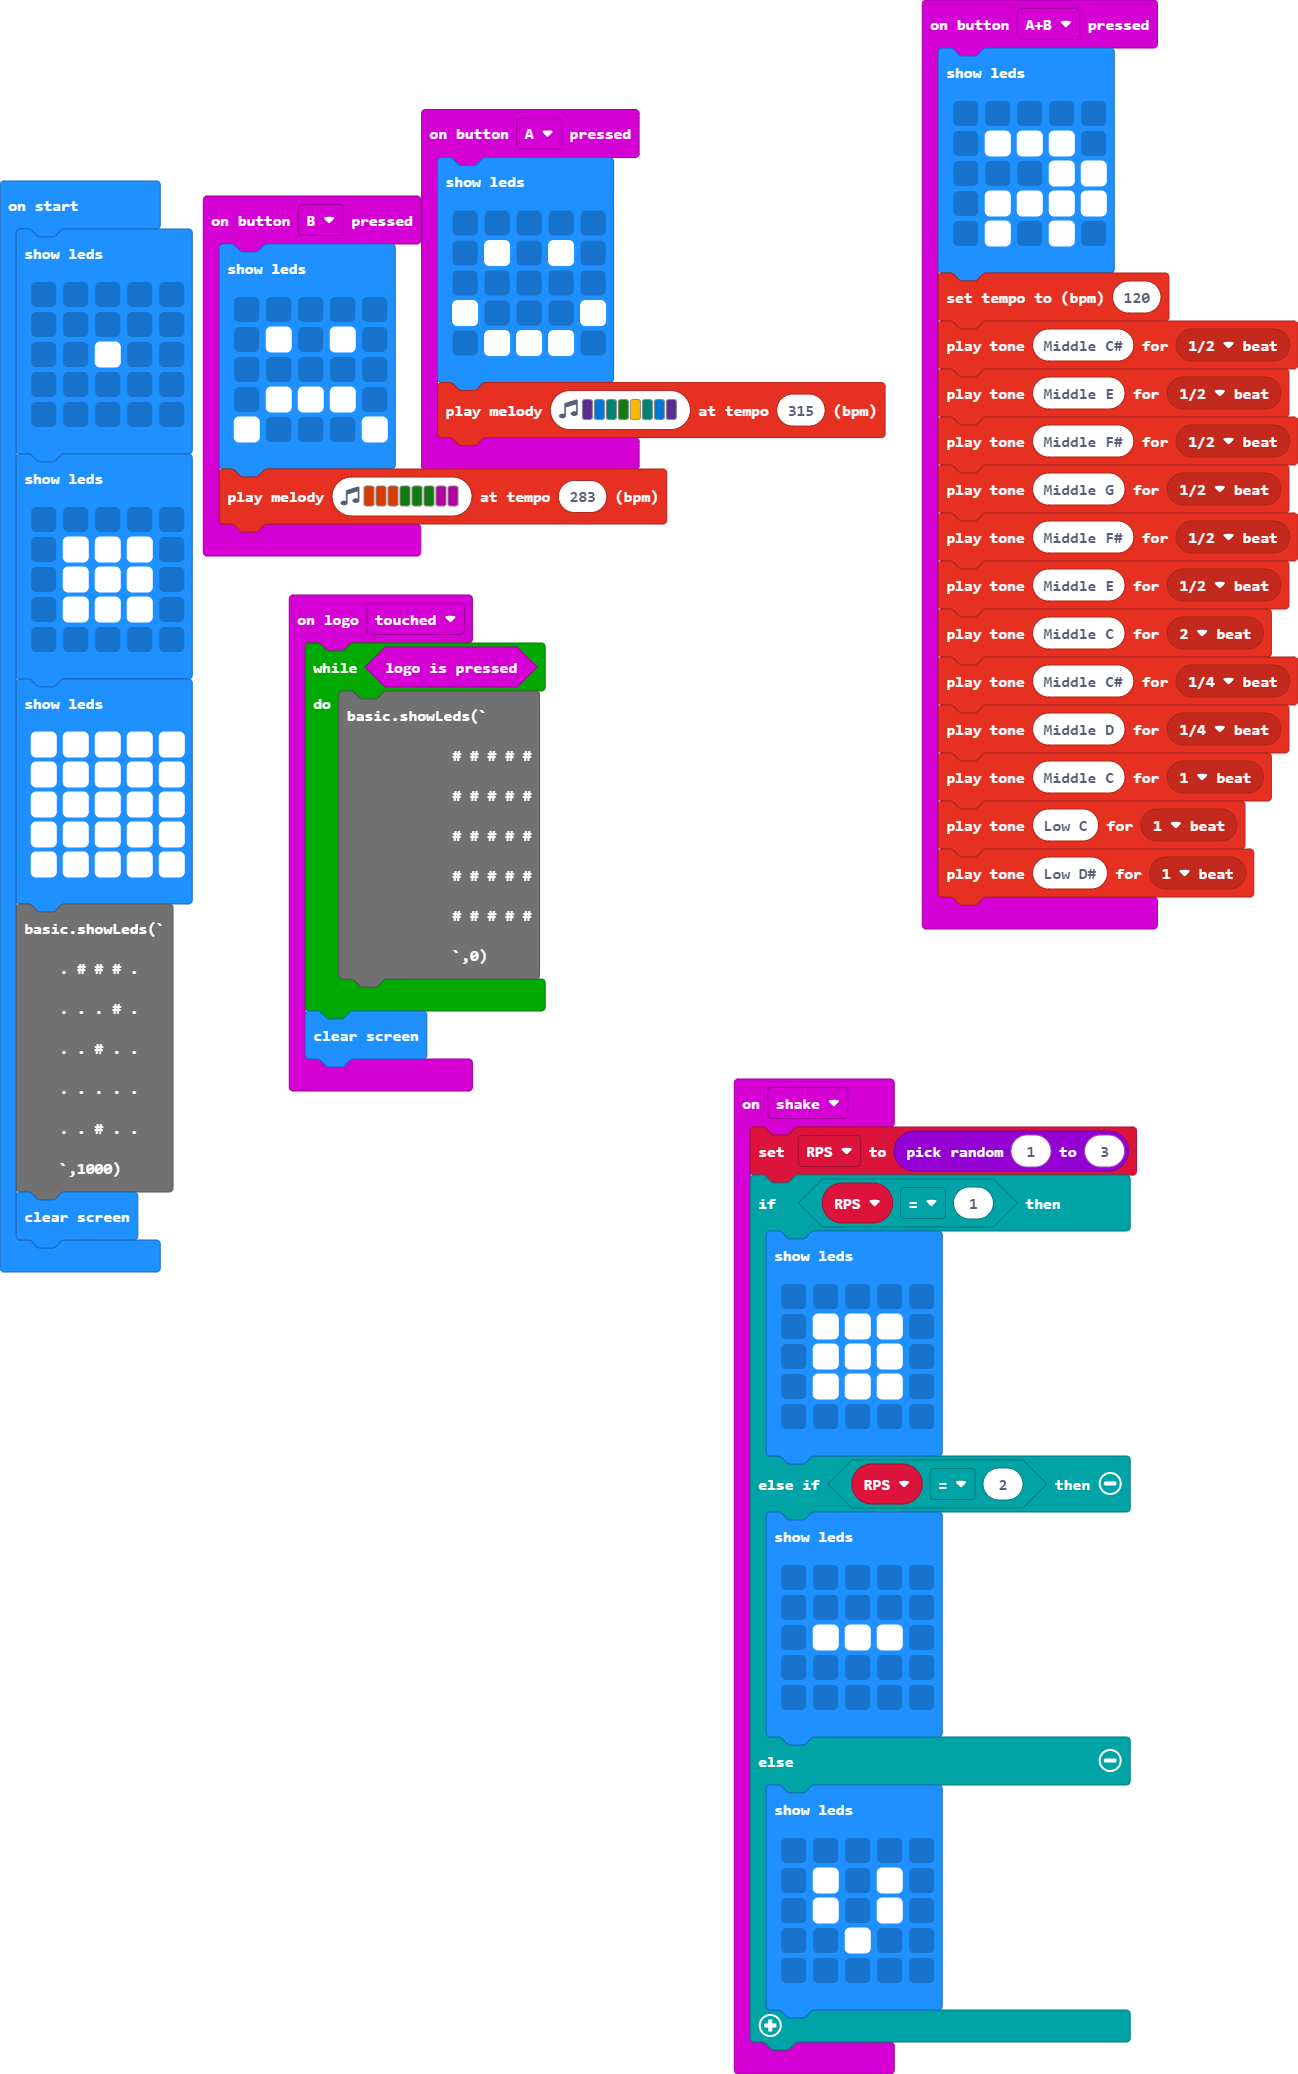 on start
show leds
show leds
show leds
basic.showLeds(`
. # # # .
. . . # .
. . # . .
. . . . .
. . # . .
`,1000)
clear screen
on button B pressed
show leds
play melody at tempo 283 (bpm)
on button A pressed
show leds
play melody at tempo 315 (bpm)
on logo touched
while logo is pressed
do
basic.showLeds(`
# # # # #
# # # # #
# # # # #
# # # # #
# # # # #
`,0)
clear screen
on button A+B pressed
show leds
set tempo to (bpm) 120
play tone Middle C# for 1/2 beat
play tone Middle E for 1/2 beat
play tone Middle F# for 1/2 beat
play tone Middle G for 1/2 beat
play tone Middle F# for 1/2 beat
play tone Middle E for 1/2 beat
play tone Middle C for 2 beat
play tone Middle C# for 1/4 beat
play tone Middle D for 1/4 beat
play tone Middle C for 1 beat
play tone Low C for 1 beat
play tone Low D# for 1 beat
on shake
set RPS to pick random 1 to 3
if RPS = 1 then
show leds
else if RPS = 2 then
show leds
else
show leds